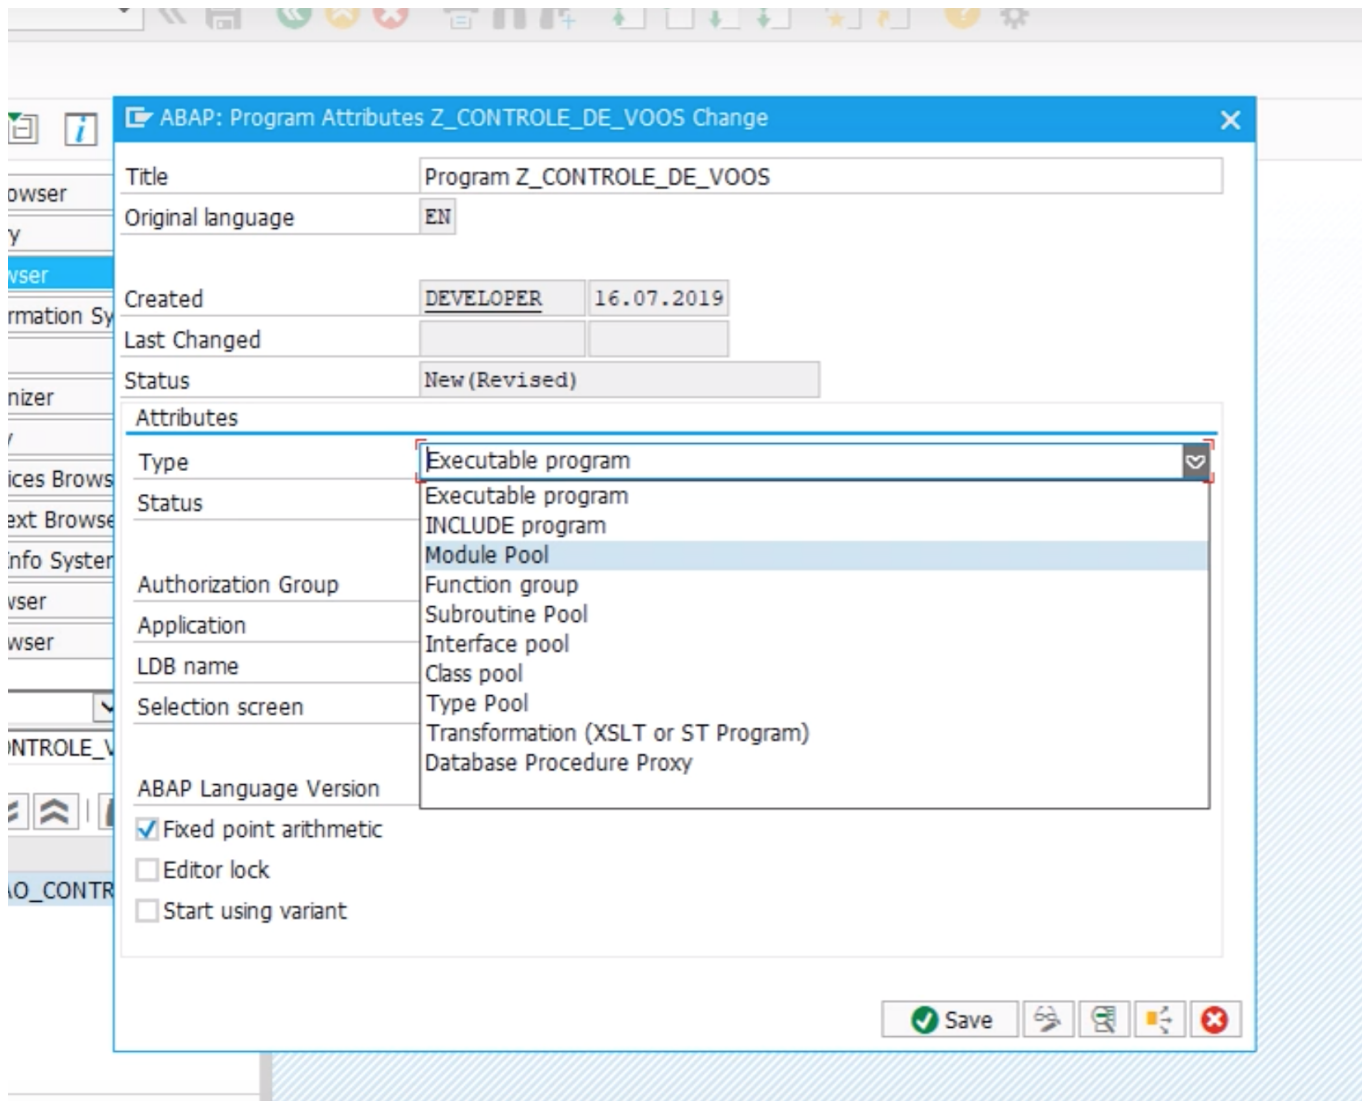 ABAP: Program Attributes Z_CONTROLE_DE_VOOS Change
Title Program Z_CONTROLE_DE_VOOS
Original language EN
Created DEVELOPER 16.07.2019
Last Changed
Status New(Revised)
Attributes
Type Executable program
Status Executable program
INCLUDE program
Module Pool
Authorization Group Function group
Subroutine Pool
Application
Interface pool
LDB name
Class pool
Selection screen
Type Pool
Transformation (XSLT or ST Program)
Database Procedure Proxy
ABAP Language Version
Fixed point arithmetic
Editor lock
Start using variant
Save
owser
ry
wser
rmation Sy
nizer
y
ices Brows
ext Browse
Info Syster
wser
wser
ONTROLE_V
AO_CONTR